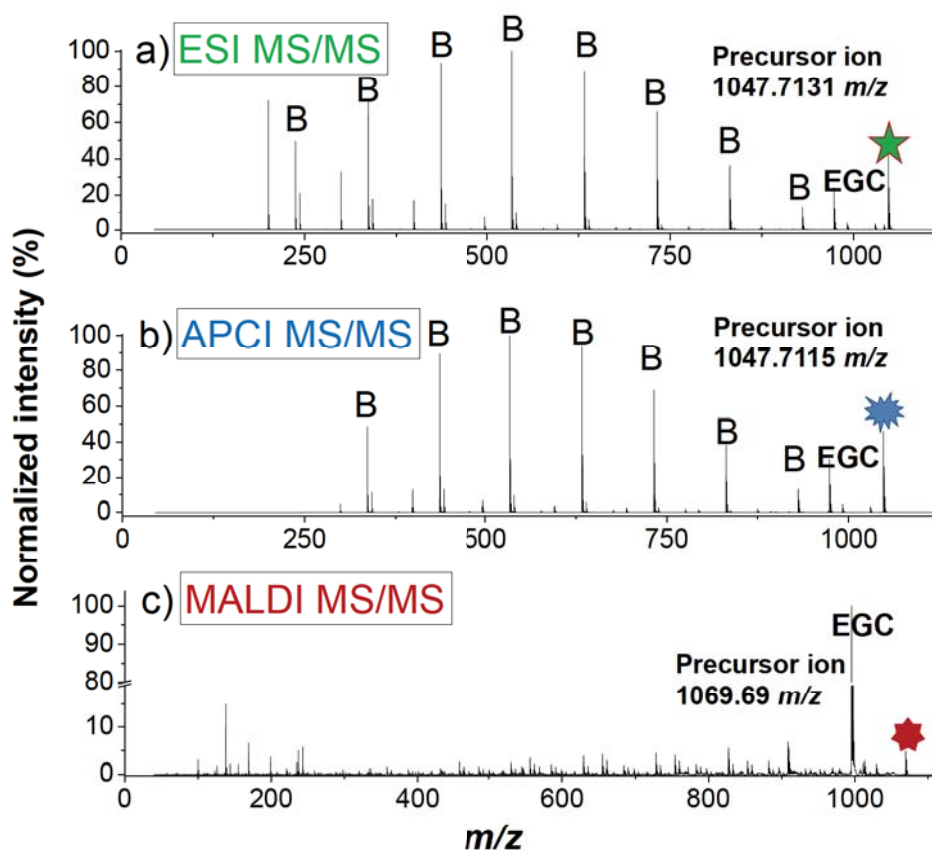 Normalized intensity (%)
a) ESI MS/MS
Precursor ion
1047.7131 m/z
B B B B B B B B EGC
100
80
60
40
20
0
0 250 500 750 1000
b) APCI MS/MS
Precursor ion
1047.7115 m/z
B B B B B B B EGC
100
80
60
40
20
0
0 250 500 750 1000
c) MALDI MS/MS
EGC
Precursor ion
1069.69 m/z
100
90
80
10
0
0 200 400 600 800 1000
m/z